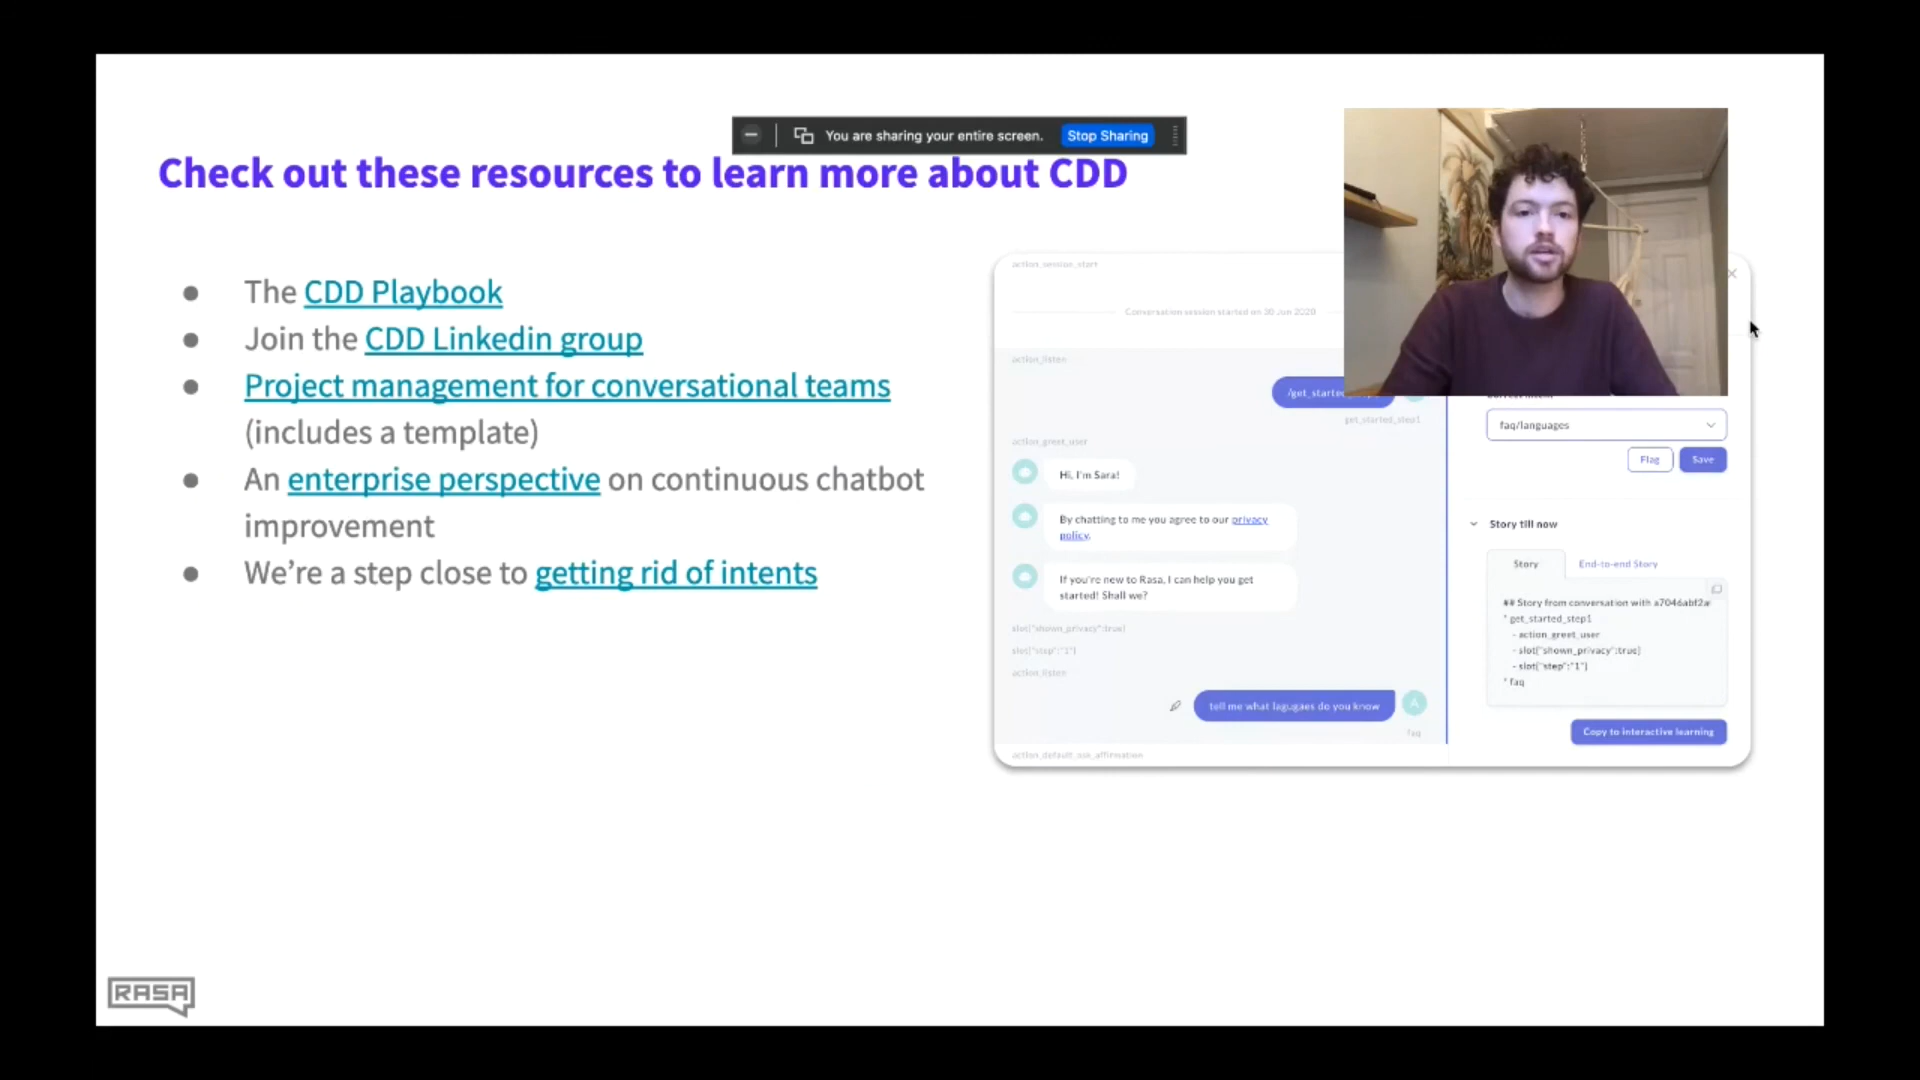 You are sharing your entire screen.
Stop Sharing
Check out these resources to learn more about CDD
The CDD Playbook
Join the CDD Linkedin group
Project management for conversational teams
(includes a template)
An enterprise perspective on continuous chatbot
improvement
We’re a step close to getting rid of intents
action_session_start
Conversation session started on 30 Jun 2020
action_listen
get_started_step1
action_greet_user
Hi, I'm Sara!
By chatting to me you agree to our privacy
policy.
If you're new to Rasa, I can help you get
started! Shall we?
slot{"shown_privacy":true}
slot{"step":"1"}
action_listen
tell me what lagugaes do you know
A
faq
action_default_ask_affirmation
faq/languages
Flag
Save
Story till now
Story
End-to-end Story
## Story from conversation with a7046abf2a
* get_started_step1
- action_greet_user
- slot{"shown_privacy":true}
- slot{"step":"1"}
* faq
Copy to interactive learning
RASA